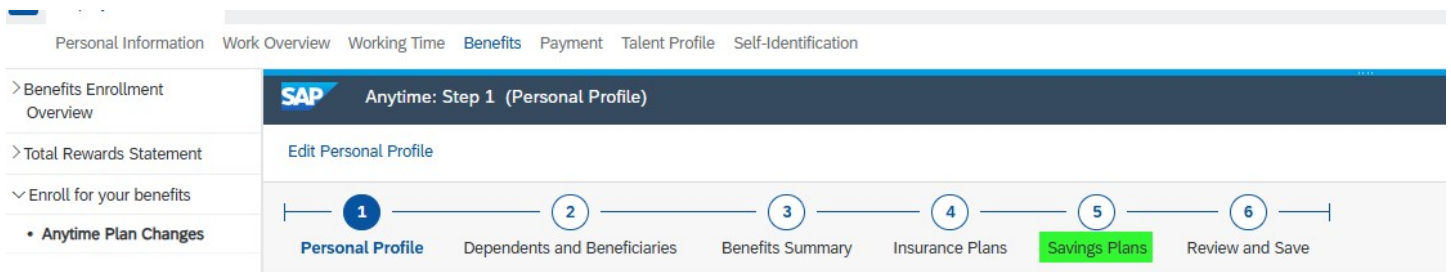 Personal Information Work Overview Working Time Benefits Payment Talent Profile Self-Identification
Benefits Enrollment
Overview
Total Rewards Statement
Enroll for your benefits
• Anytime Plan Changes
SAP Anytime: Step 1 (Personal Profile)
Edit Personal Profile
1 2 3 4 5 6
Personal Profile Dependents and Beneficiaries Benefits Summary Insurance Plans Savings Plans Review and Save